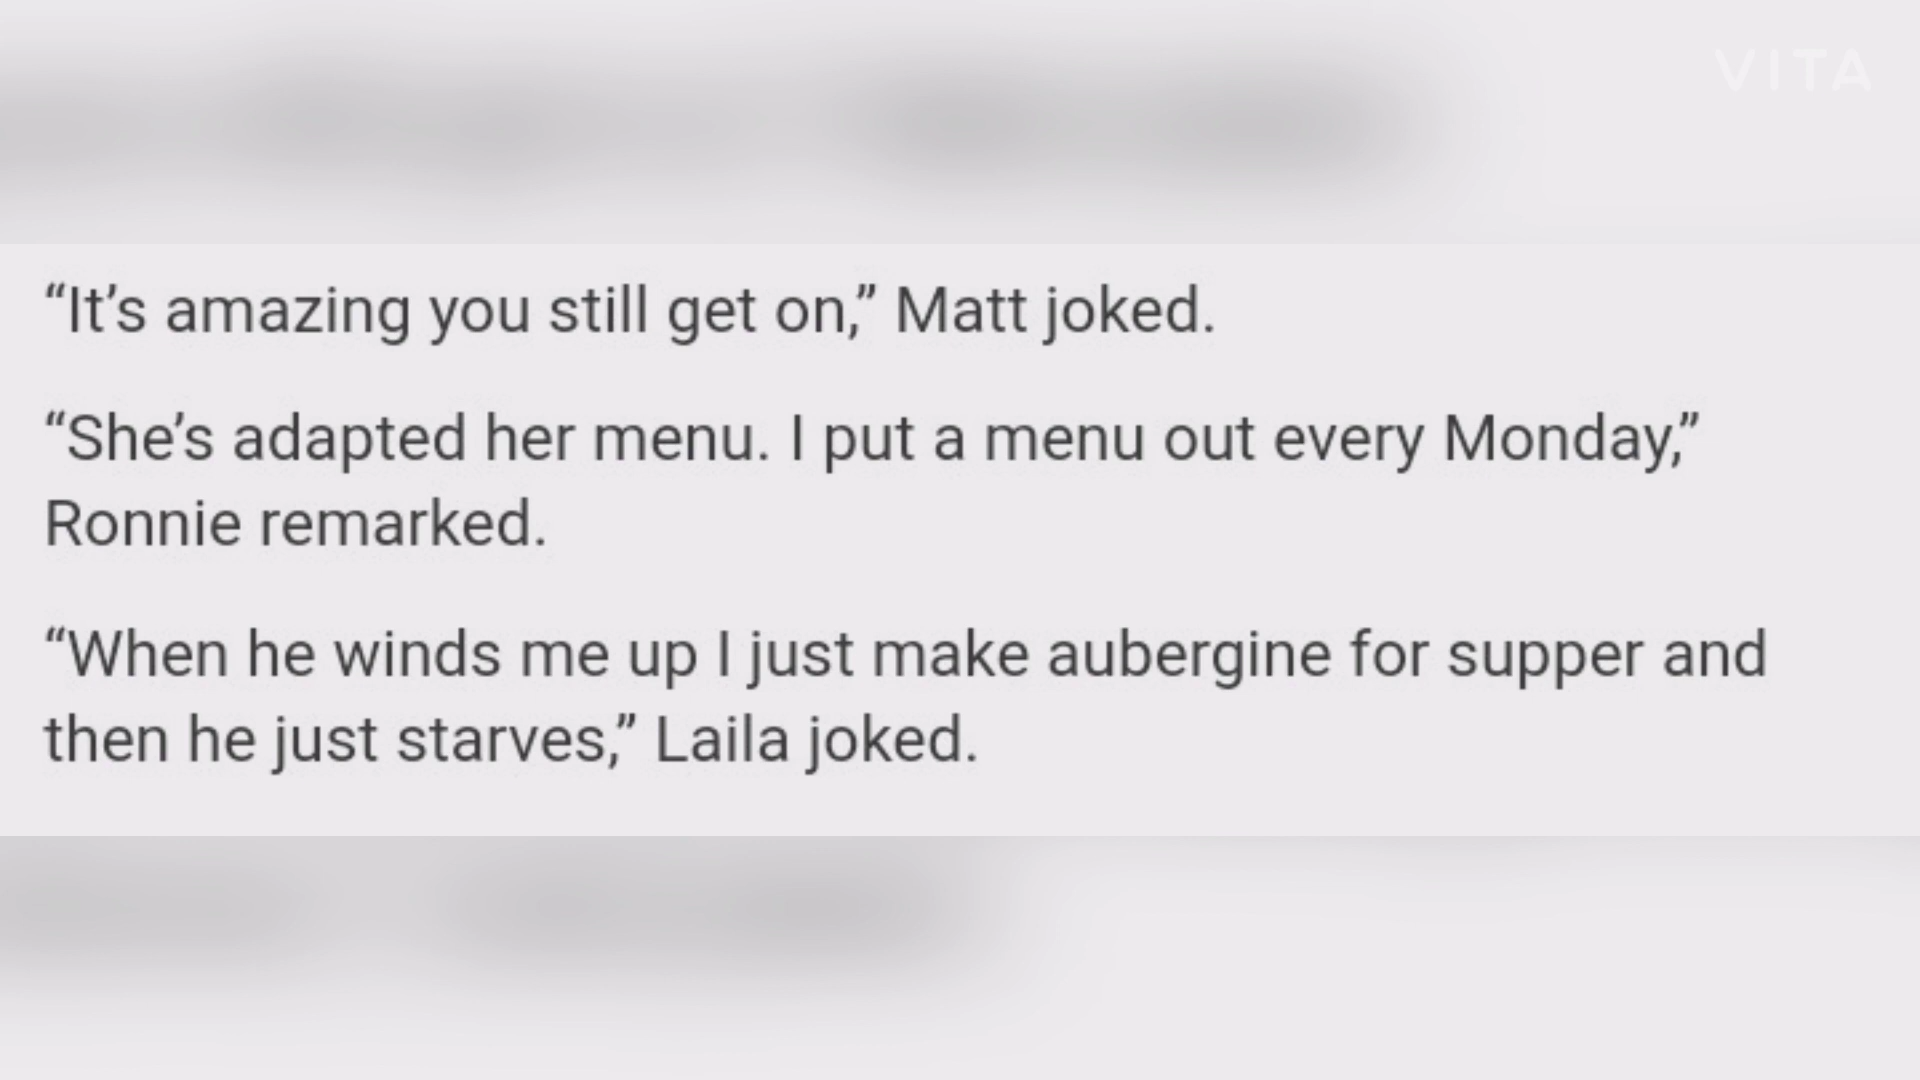 VITA
“It’s amazing you still get on,” Matt joked.
“She’s adapted her menu. I put a menu out every Monday,”
Ronnie remarked.
“When he winds me up I just make aubergine for supper and
then he just starves,” Laila joked.